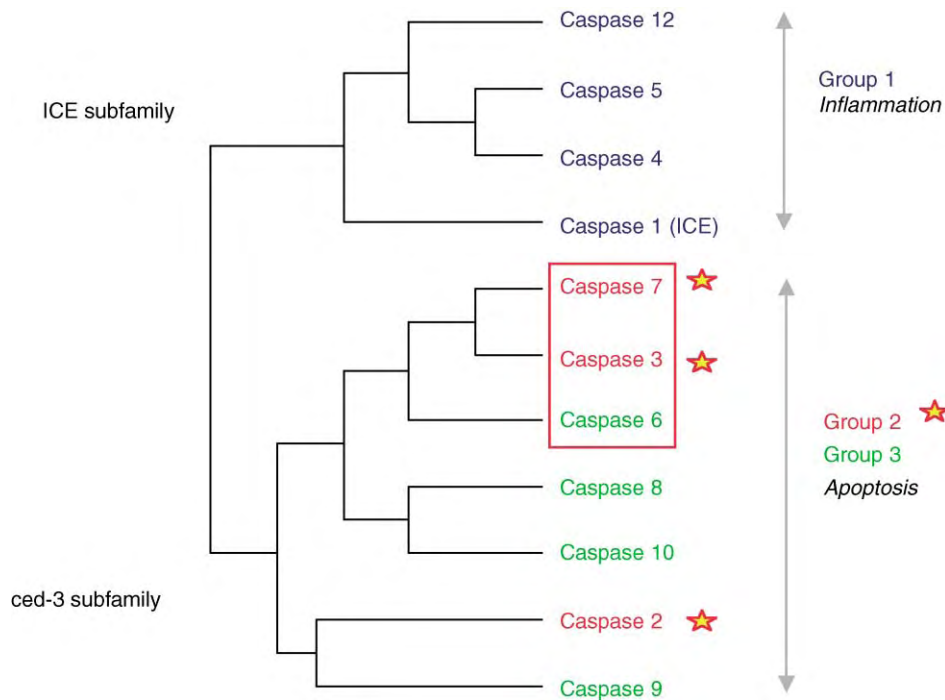 Caspase 12
ICE subfamily
Caspase 5
Group 1
Inflammation
Caspase 4
Caspase 1 (ICE)
Caspase 7
Caspase 3
Caspase 6
Group 2
Group 3
Apoptosis
Caspase 8
Caspase 10
ced-3 subfamily
Caspase 2
Caspase 9